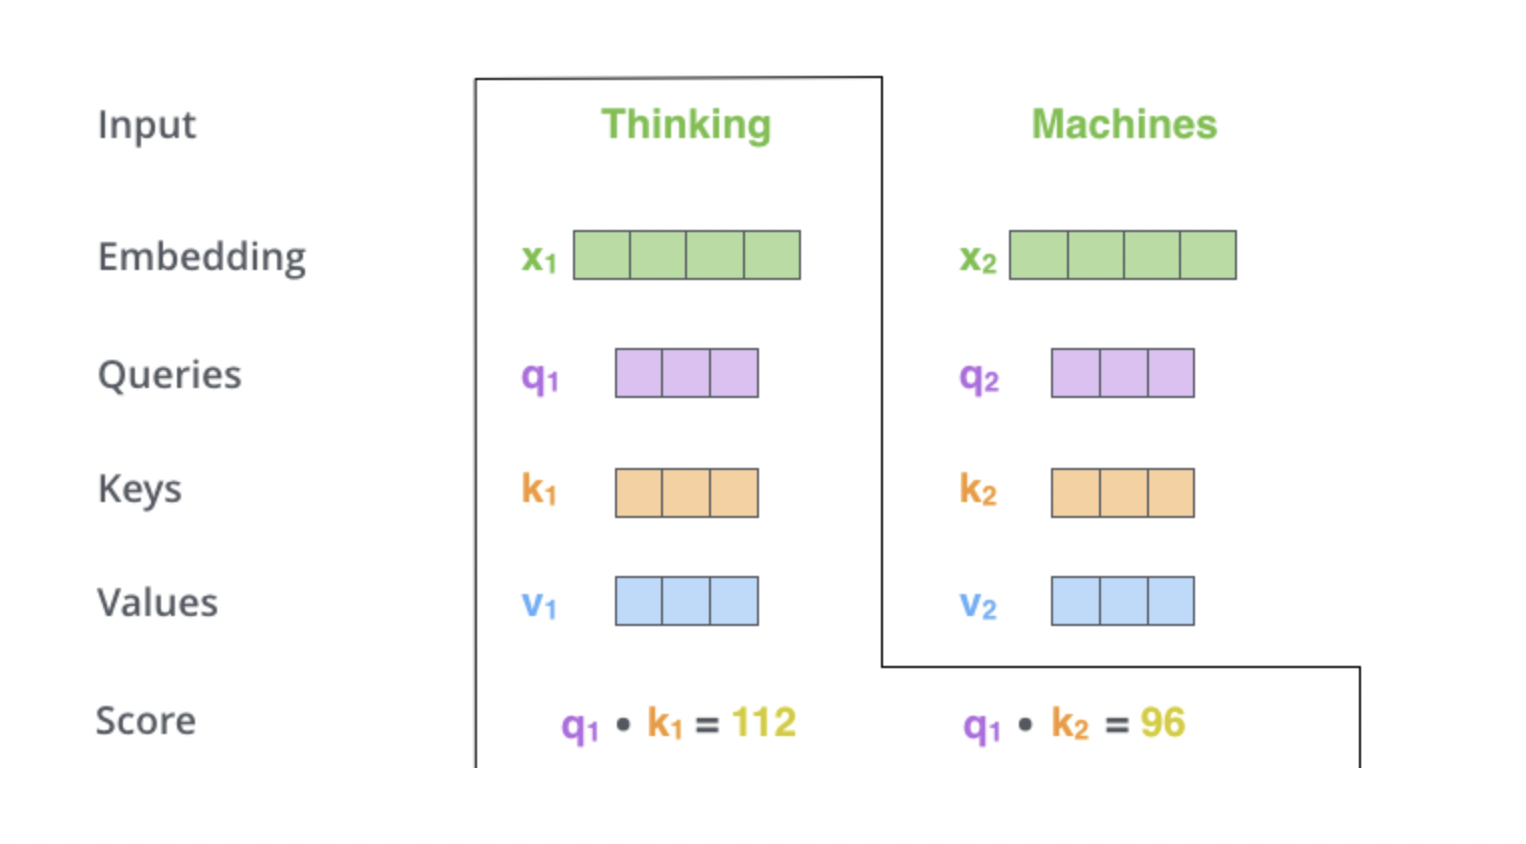 Input Thinking Machines
Embedding x₁ x₂
Queries q₁ q₂
Keys k₁ k₂
Values v₁ v₂
Score q₁ • k₁ = 112 q₁ • k₂ = 96